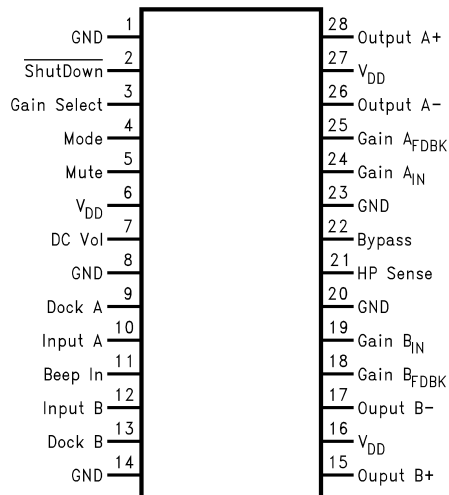 GND 1 28 Output A+
ShutDown 2 27 VDD
Gain Select 3 26 Output A-
Mode 4 25 Gain AFDBK
Mute 5 24 Gain AIN
VDD 6 23 GND
DC Vol 7 22 Bypass
GND 8 21 HP Sense
Dock A 9 20 GND
Input A 10 19 Gain BIN
Beep In 11 18 Gain BFDBK
Input B 12 17 Ouput B-
Dock B 13 16 VDD
GND 14 15 Ouput B+